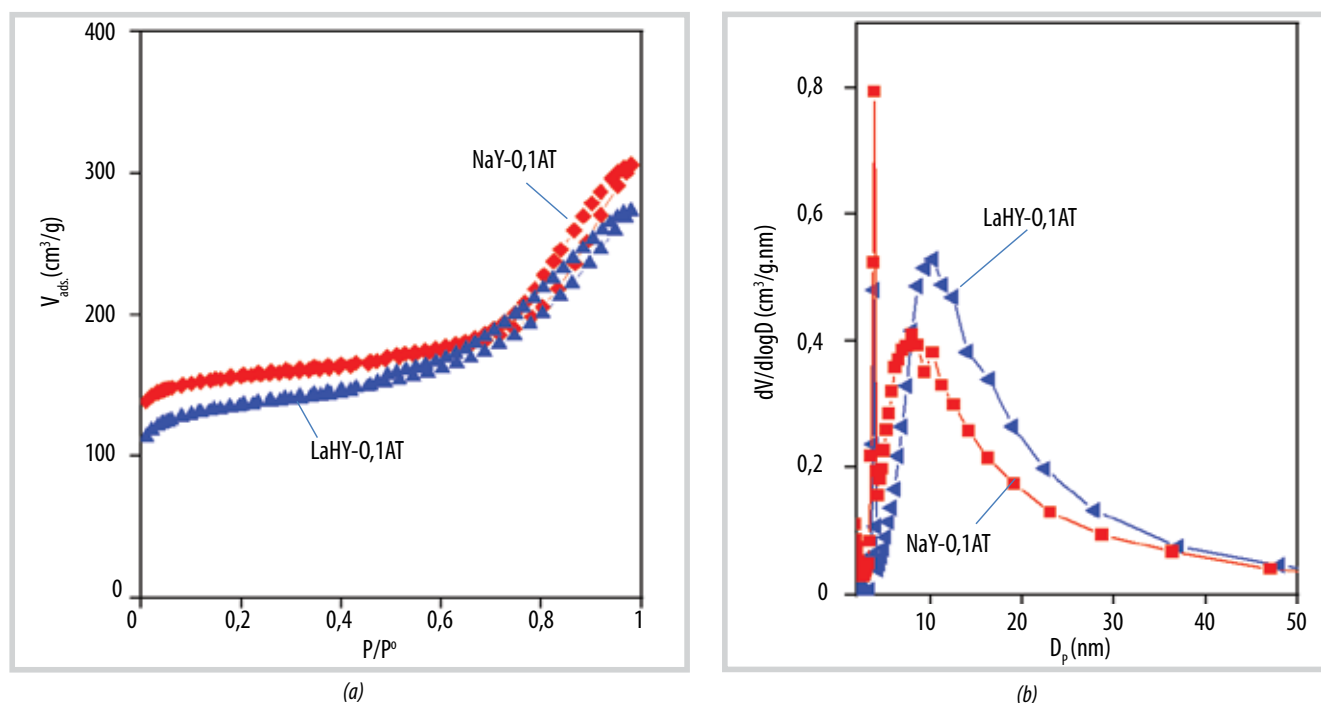 400
300
200
100
0
V_ads. (cm³/g)
NaY-0,1AT
LaHY-0,1AT
0 0,2 0,4 0,6 0,8 1
P/Pº
(a)
0,8
0,6
0,4
0,2
0
dV/dlogD (cm³/g.nm)
LaHY-0,1AT
NaY-0,1AT
10 20 30 40 50
D_P (nm)
(b)